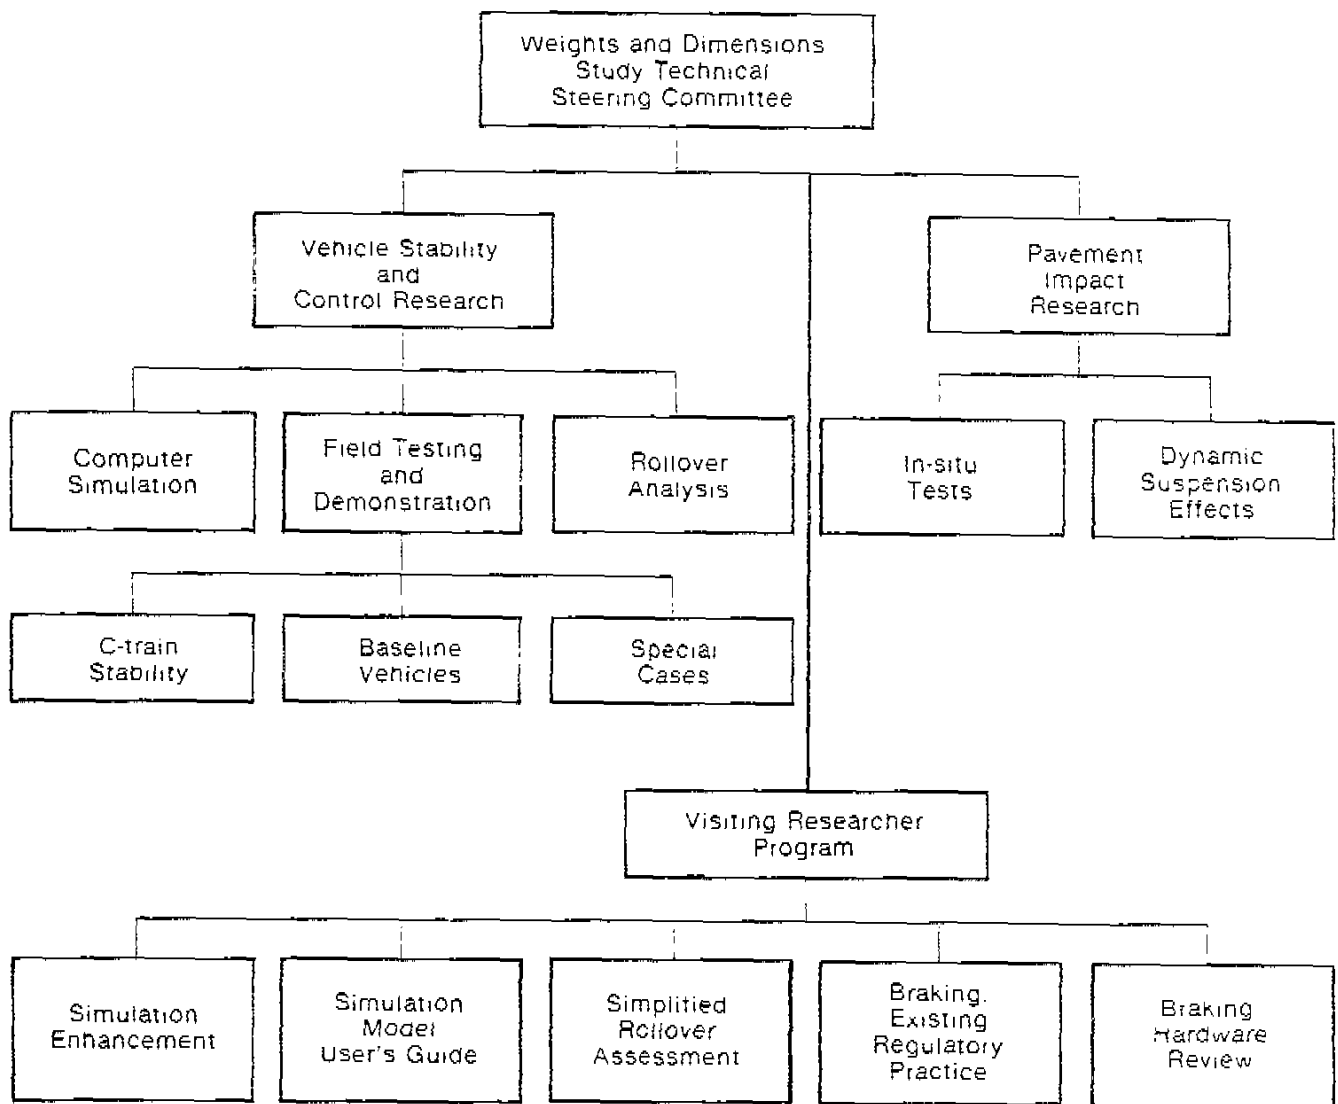 Weights and Dimensions
Study Technical
Steering Committee
Vehicle Stability
and
Control Research
Pavement
Impact
Research
Computer
Simulation
Field Testing
and
Demonstration
Rollover
Analysis
In-situ
Tests
Dynamic
Suspension
Effects
C-train
Stability
Baseline
Vehicles
Special
Cases
Visiting Researcher
Program
Simulation
Enhancement
Simulation
Model
User's Guide
Simplified
Rollover
Assessment
Braking.
Existing
Regulatory
Practice
Braking
Hardware
Review